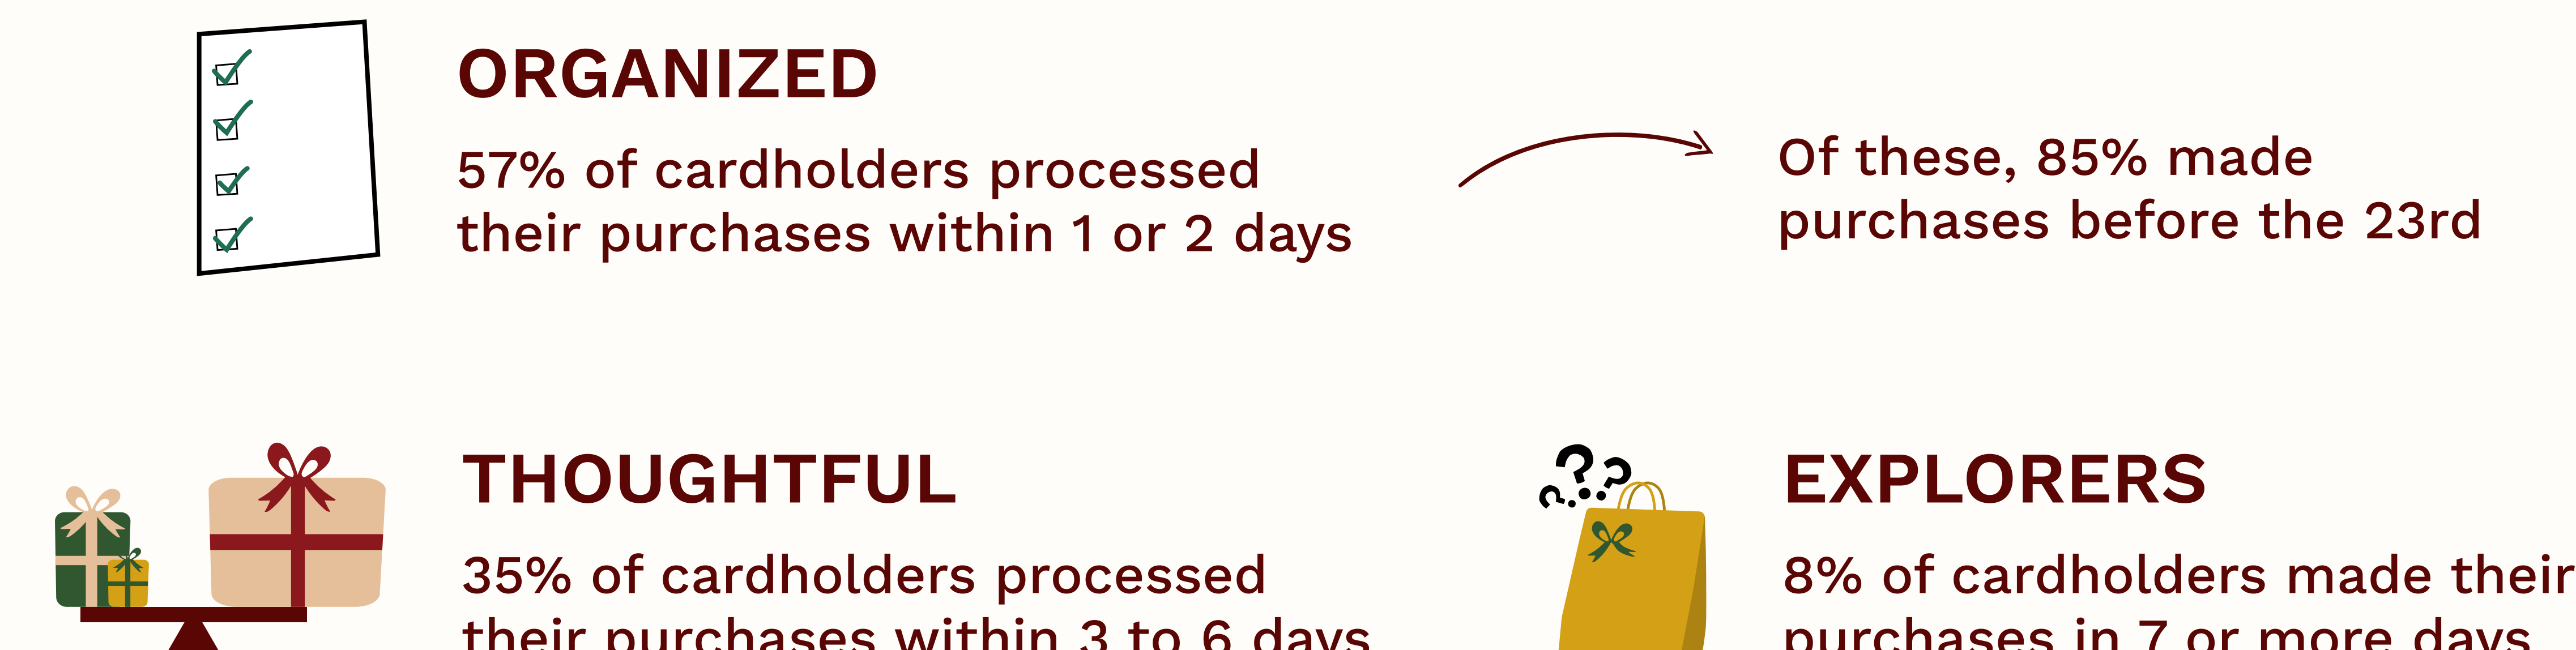 ORGANIZED
57% of cardholders processed
their purchases within 1 or 2 days
Of these, 85% made
purchases before the 23rd
THOUGHTFUL
35% of cardholders processed
their purchases within 3 to 6 days
???
EXPLORERS
8% of cardholders made their
purchases in 7 or more days